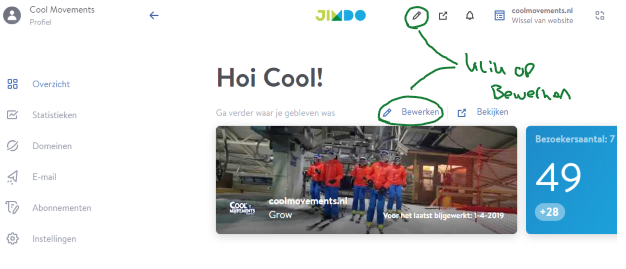 Cool Movements
Profiel
JIMDO
coolmovements.nl
Wissel van website
klik op
Bewerken
Hoi Cool!
Ga verder waar je gebleven was
Bewerken
Bekijken
Overzicht
Statistieken
Domeinen
E-mail
Abonnementen
Instellingen
COOL
MOVEMENTS
coolmovements.nl
Grow
Voor het laatst bijgewerkt: 1-4-2019
Bezoekersaantal: 7
49
+28